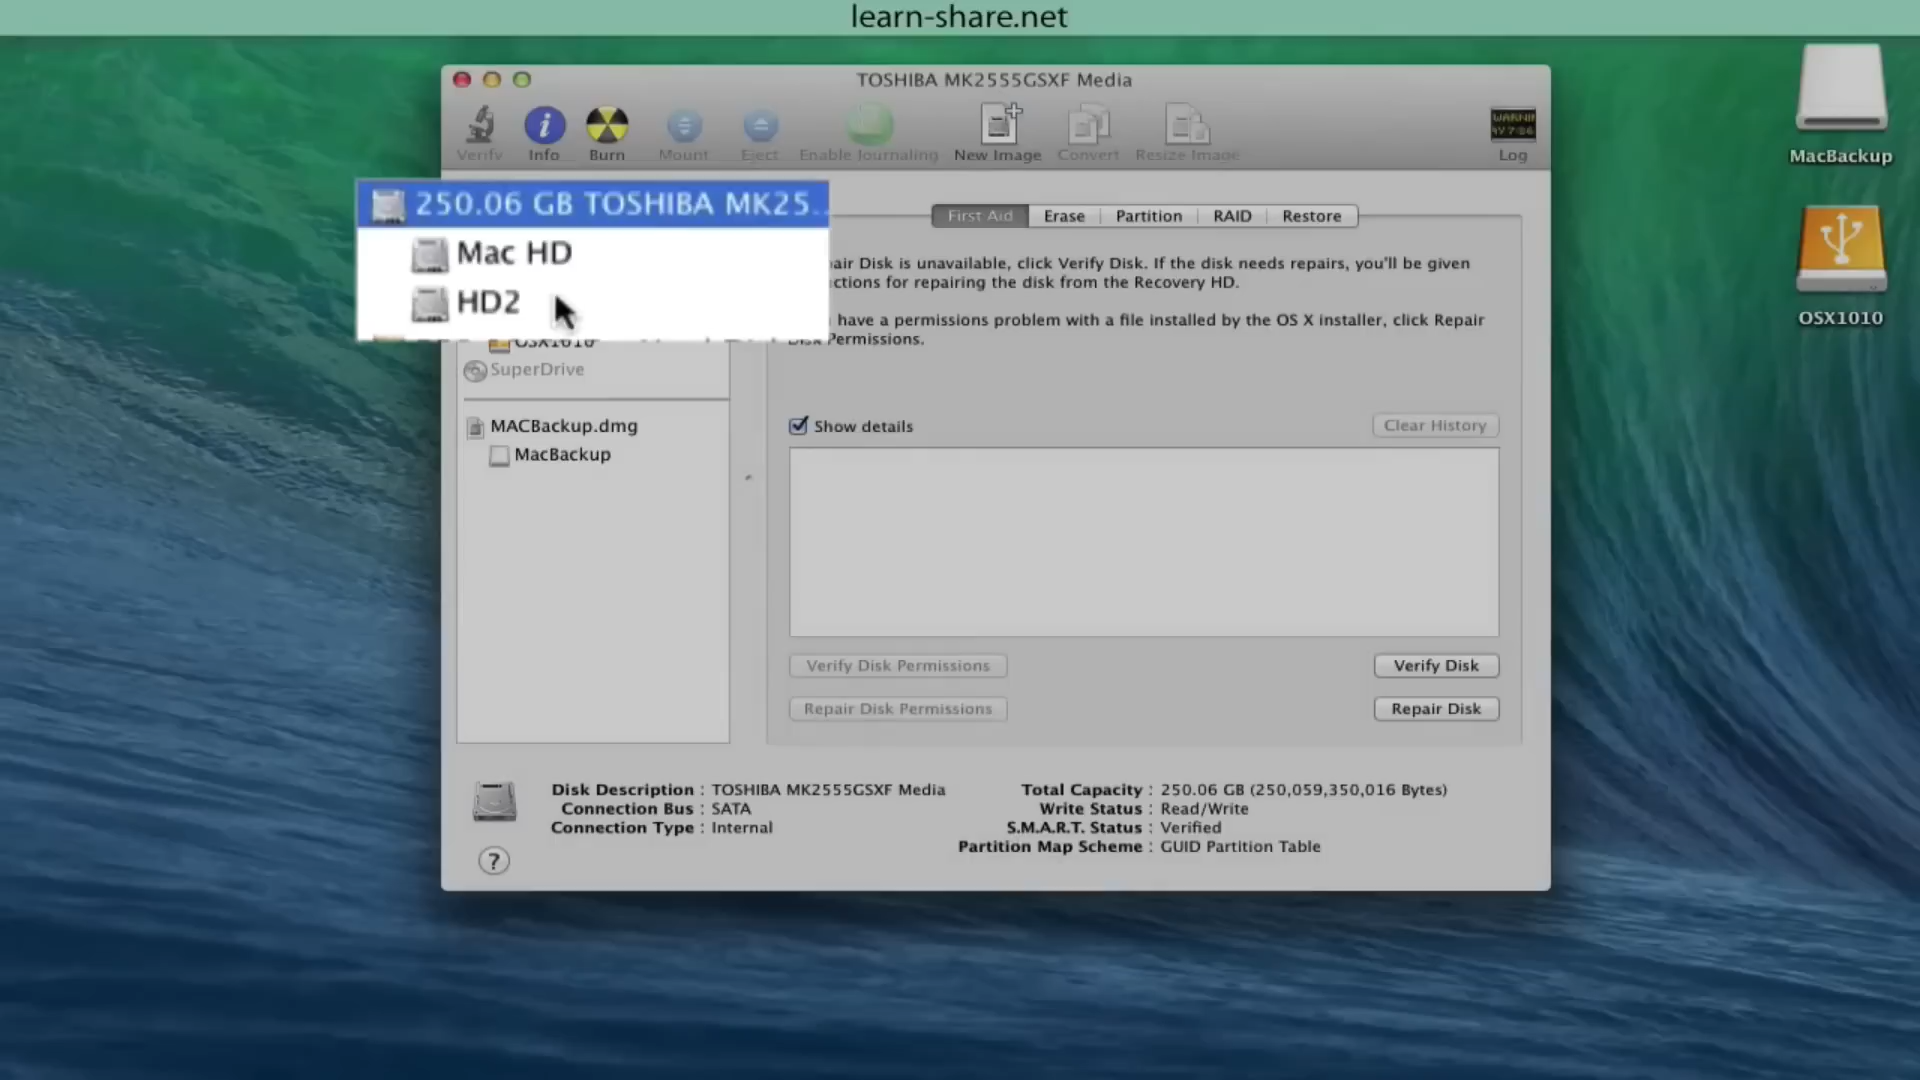 learn-share.net
TOSHIBA MK2555GSXF Media
Verify
Info
Burn
Mount
Eject
Enable Journaling
New Image
Convert
Resize Image
WARNIN
Log
MacBackup
OSX1010
250.06 GB TOSHIBA MK25...
Mac HD
HD2
OSX1010
SuperDrive
MACBackup.dmg
MacBackup
First Aid
Erase
Partition
RAID
Restore
air Disk is unavailable, click Verify Disk. If the disk needs repairs, you'll be given
ctions for repairing the disk from the Recovery HD.
have a permissions problem with a file installed by the OS X installer, click Repair
Permissions.
Show details
Clear History
Verify Disk Permissions
Verify Disk
Repair Disk Permissions
Repair Disk
Disk Description : TOSHIBA MK2555GSXF Media
Connection Bus : SATA
Connection Type : Internal
Total Capacity : 250.06 GB (250,059,350,016 Bytes)
Write Status : Read/Write
S.M.A.R.T. Status : Verified
Partition Map Scheme : GUID Partition Table
?